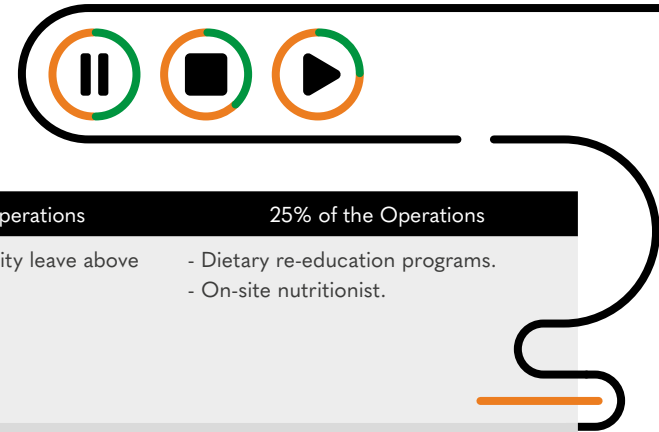 perations 25% of the Operations
ity leave above - Dietary re-education programs.
- On-site nutritionist.